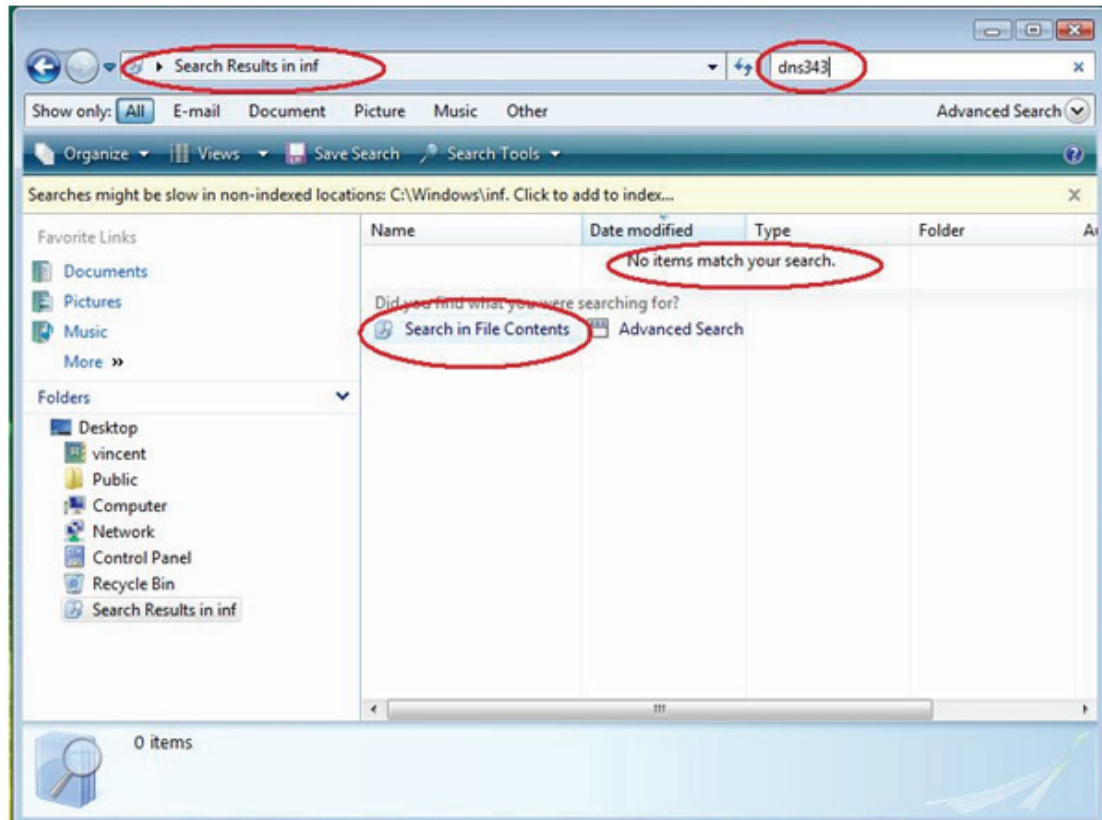 Search Results in inf
dns343
Show only: All E-mail Document Picture Music Other Advanced Search
Organize Views Save Search Search Tools
Searches might be slow in non-indexed locations: C:\Windows\inf. Click to add to index...
Favorite Links
Documents
Pictures
Music
More »
Folders
Desktop
vincent
Public
Computer
Network
Control Panel
Recycle Bin
Search Results in inf
Name Date modified Type Folder
No items match your search.
Did you find what you were searching for?
Search in File Contents Advanced Search
0 items